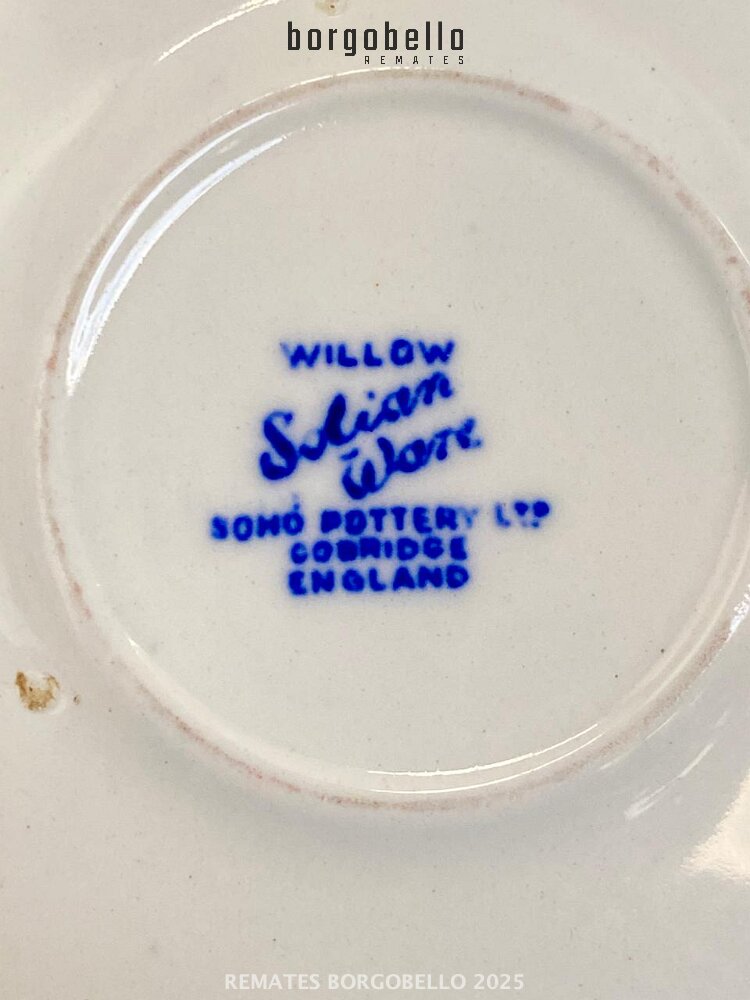 borgobello
REMATES
WILLOW
Solian
Ware
SOHO POTTERY LTD
COBRIDGE
ENGLAND
REMATES BORGOBELLO 2025